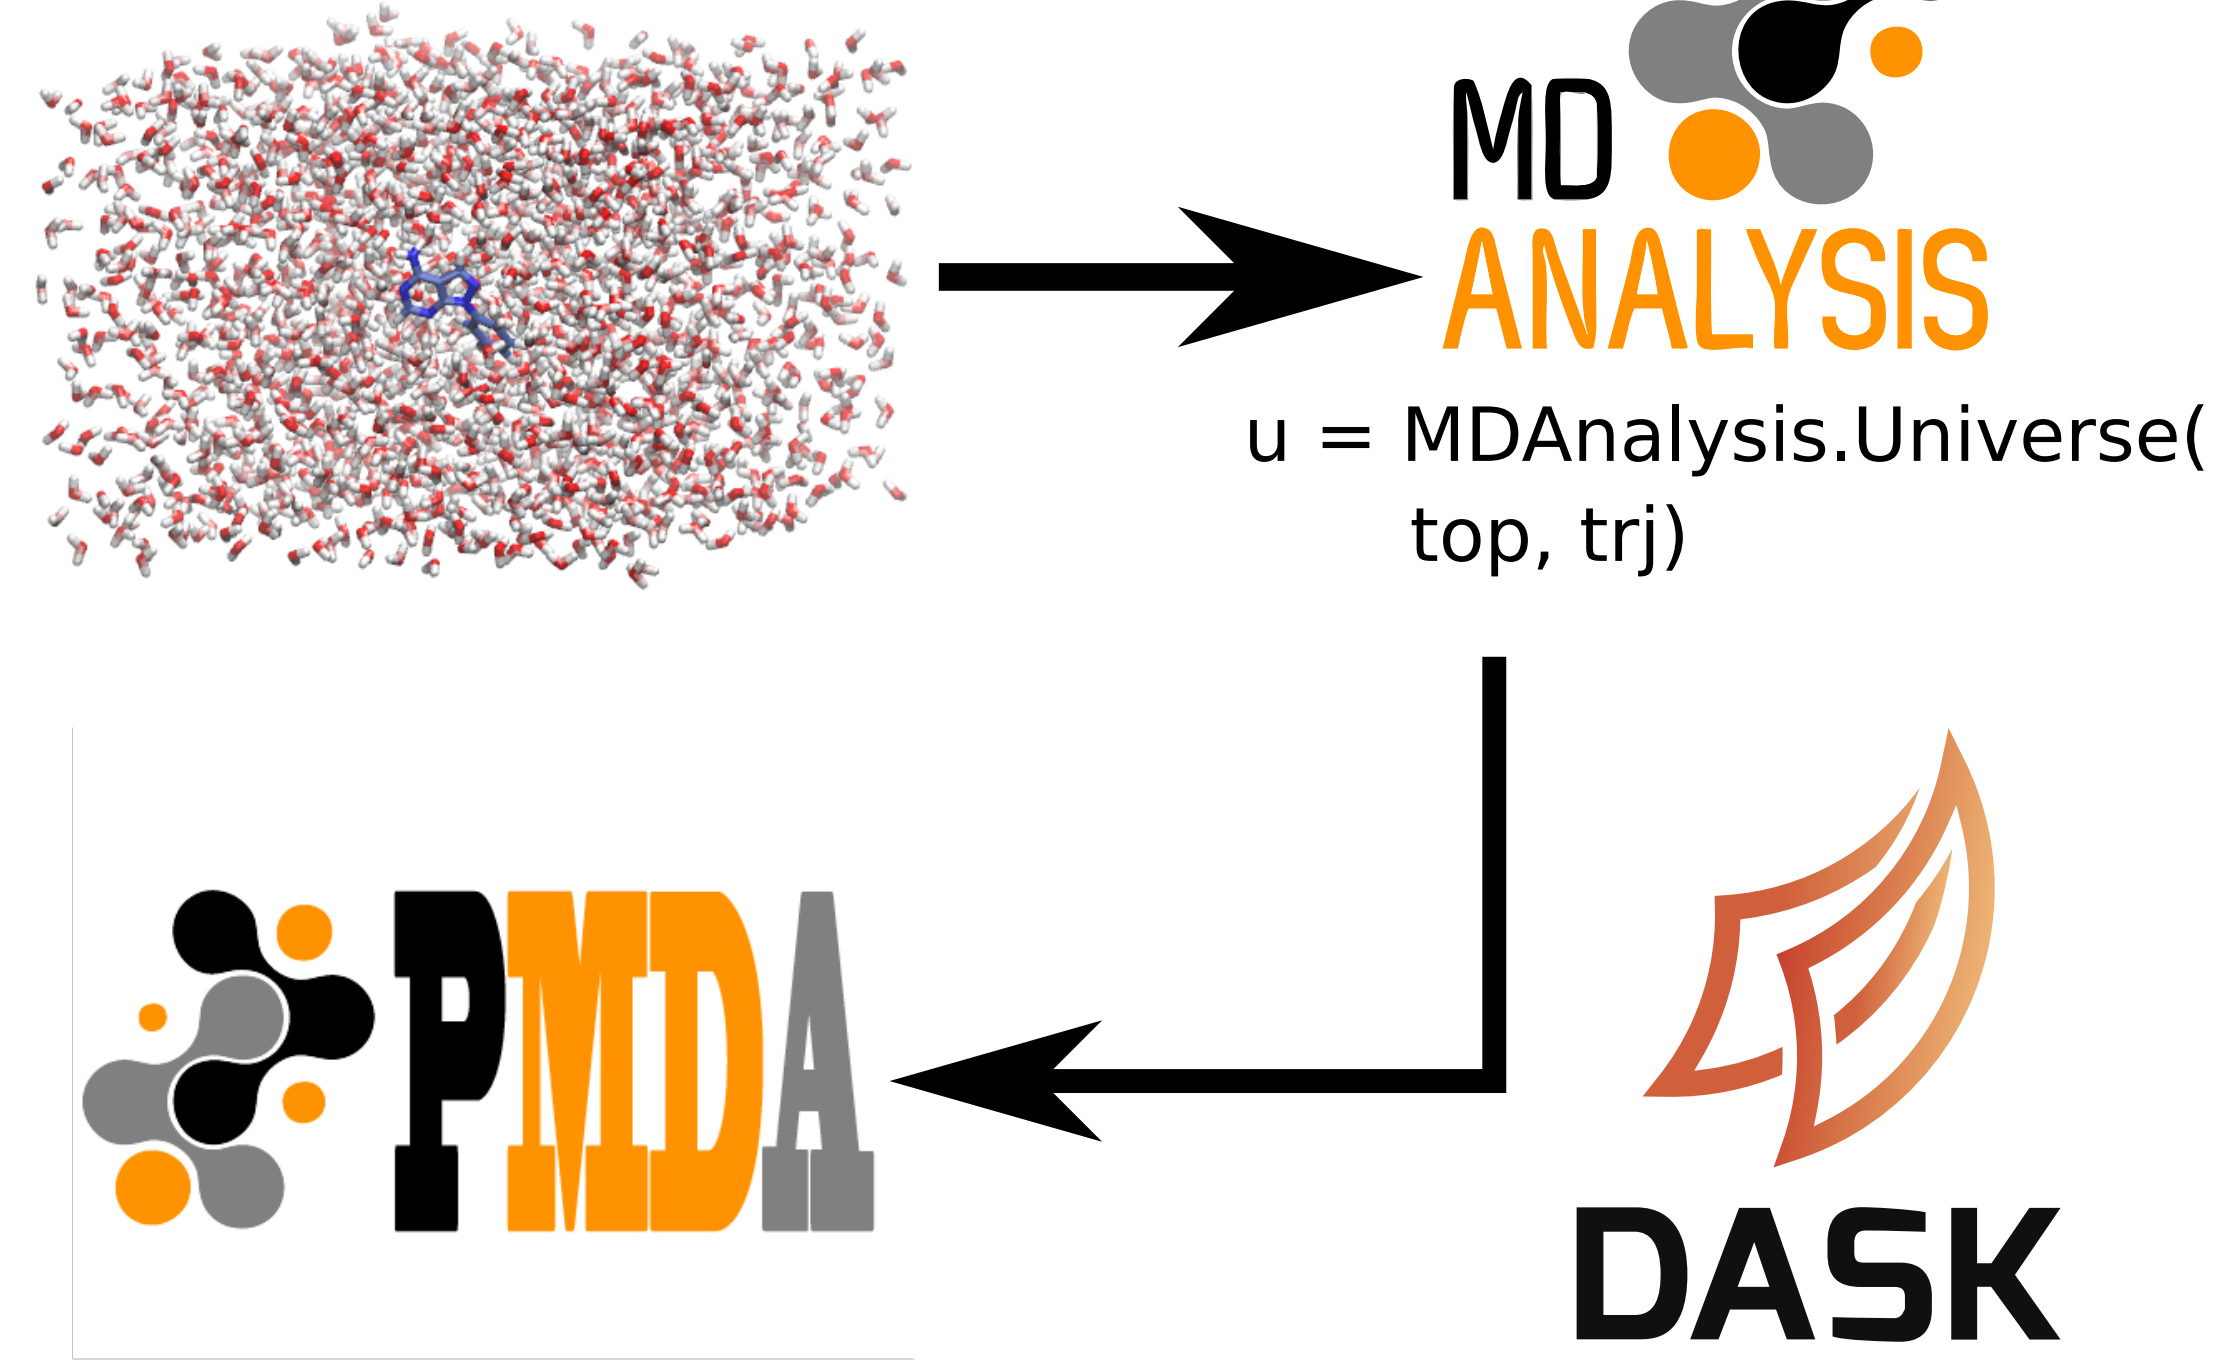 MD
ANALYSIS
u = MDAnalysis.Universe(
top, trj)
PMDA
DASK